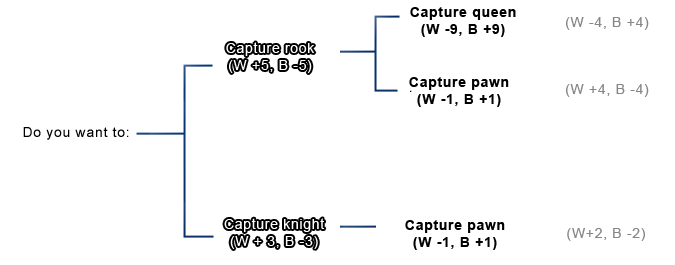 Do you want to:
Capture rook
(W +5, B -5)
Capture queen
(W -9, B +9)
(W -4, B +4)
Capture pawn
(W -1, B +1)
(W +4, B -4)
Capture knight
(W + 3, B -3)
Capture pawn
(W -1, B +1)
(W+2, B -2)